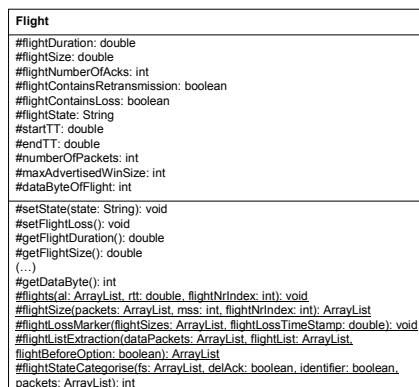 Flight
#flightDuration: double
#flightSize: double
#flightNumberOfAcks: int
#flightContainsRetransmission: boolean
#flightContainsLoss: boolean
#flightState: String
#startTT: double
#endTT: double
#numberOfPackets: int
#maxAdvertisedWinSize: int
#dataByteOfFlight: int
#setState(state: String): void
#setFlightLoss(): void
#getFlightDuration(): double
#getFlightSize(): double
(…)
#getDataByte(): int
#flights(al: ArrayList, rtt: double, flightNrIndex: int): void
#flightSize(packets: ArrayList, mss: int, flightNrIndex: int): ArrayList
#flightLossMarker(flightSizes: ArrayList, flightLossTimeStamp: double): void
#flightListExtraction(dataPackets: ArrayList, flightList: ArrayList,
flightBeforeOption: boolean): ArrayList
#flightStateCategorise(fs: ArrayList, delAck: boolean, identifier: boolean,
packets: ArrayList): int